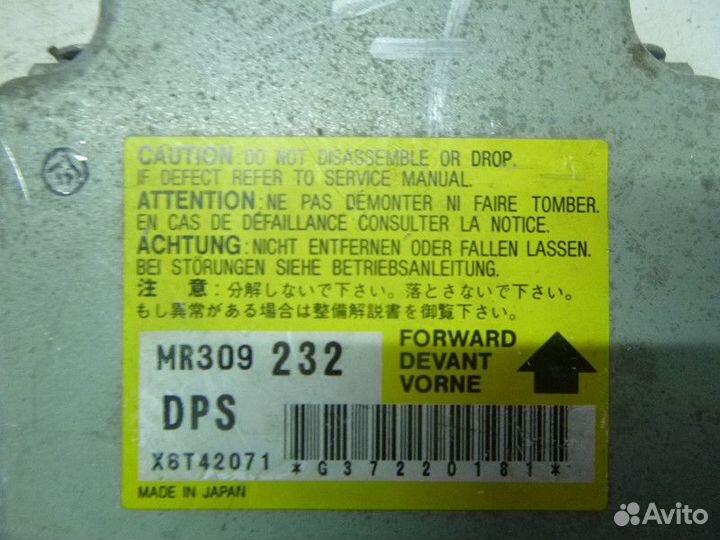 CAUTION:DO NOT DISASSEMBLE OR DROP.
IF DEFECT REFER TO SERVICE MANUAL.
ATTENTION:NE PAS DÉMONTER NI FAIRE TOMBER.
EN CAS DE DÉFAILLANCE CONSULTER LA NOTICE.
ACHTUNG:NICHT ENTFERNEN ODER FALLEN LASSEN.
BEI STÖRUNGEN SIEHE BETRIEBSANLEITUNG.
注 意:分解しないで下さい。落とさないで下さい。
もし異常がある場合は整備解説書を御覧下さい。
MR309 232
DPS
X6T42071
FORWARD
DEVANT
VORNE
*G37220181*
MADE IN JAPAN
Avito